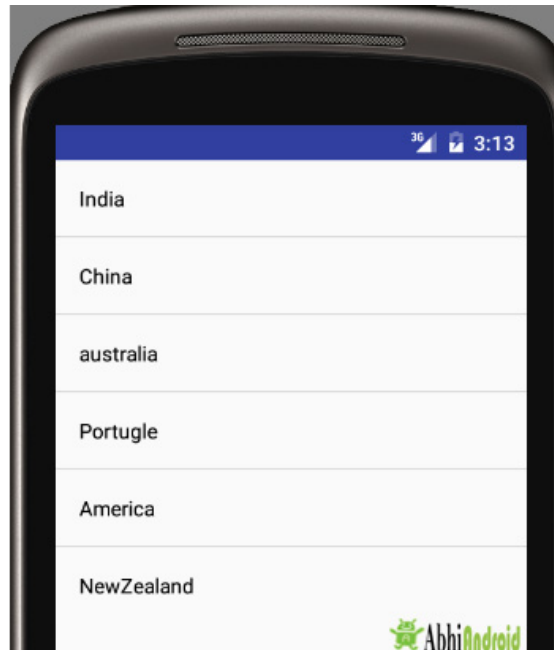 3G 3:13
India
China
australia
Portugle
America
NewZealand
AbhiAndroid